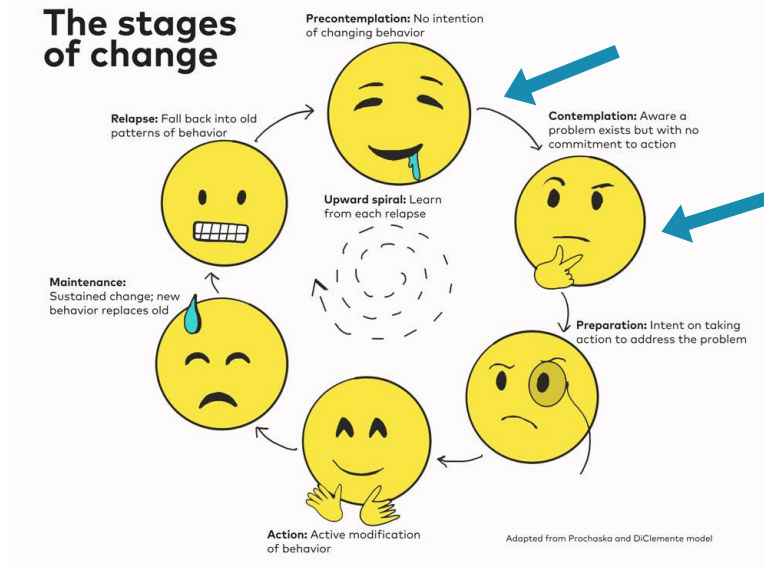 The stages
of change
Precontemplation: No intention
of changing behavior
Contemplation: Aware a
problem exists but with no
commitment to action
Preparation: Intent on taking
action to address the problem
Action: Active modification
of behavior
Maintenance:
Sustained change; new
behavior replaces old
Relapse: Fall back into old
patterns of behavior
Upward spiral: Learn
from each relapse
Adapted from Prochaska and DiClemente model